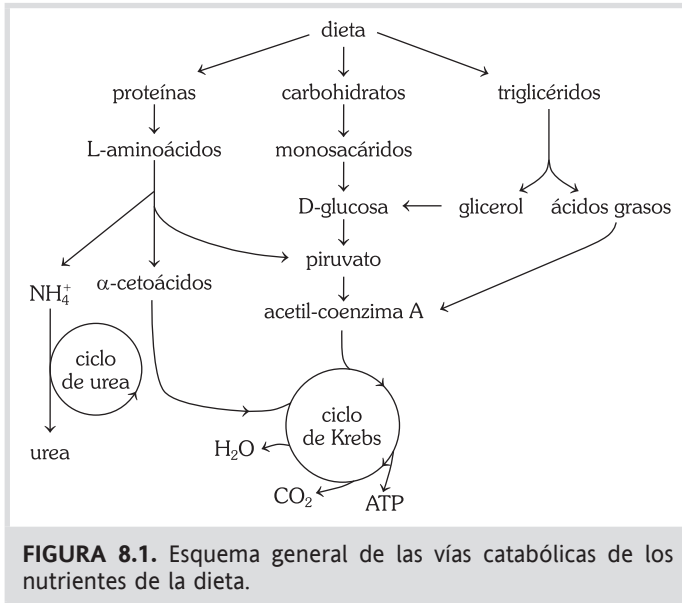 dieta
proteínas carbohidratos triglicéridos
L-aminoácidos monosacáridos
D-glucosa glicerol ácidos grasos
piruvato
NH₄⁺ α-cetoácidos
acetil-coenzima A
ciclo
de urea
ciclo
de Krebs
urea H₂O
CO₂ ATP
FIGURA 8.1. Esquema general de las vías catabólicas de los
nutrientes de la dieta.